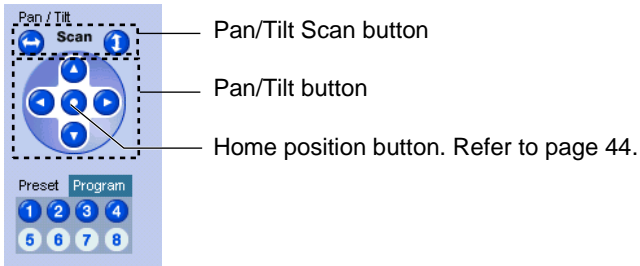 Pan / Tilt
Scan
Pan/Tilt Scan button
Pan/Tilt button
Home position button. Refer to page 44.
Preset Program
1 2 3 4
5 6 7 8